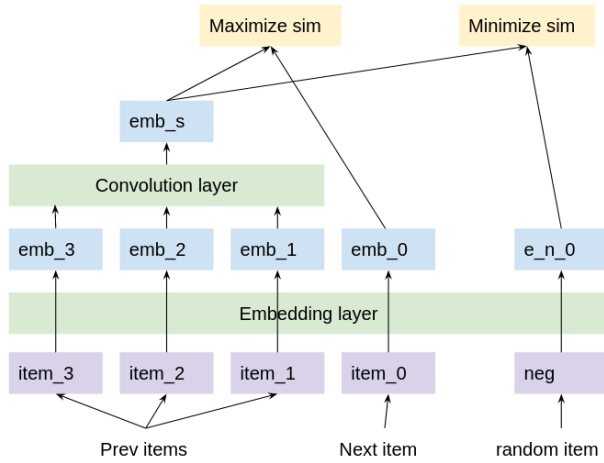 Maximize sim
Minimize sim
emb_s
Convolution layer
emb_3
emb_2
emb_1
emb_0
e_n_0
Embedding layer
item_3
item_2
item_1
item_0
neg
Prev items
Next item
random item